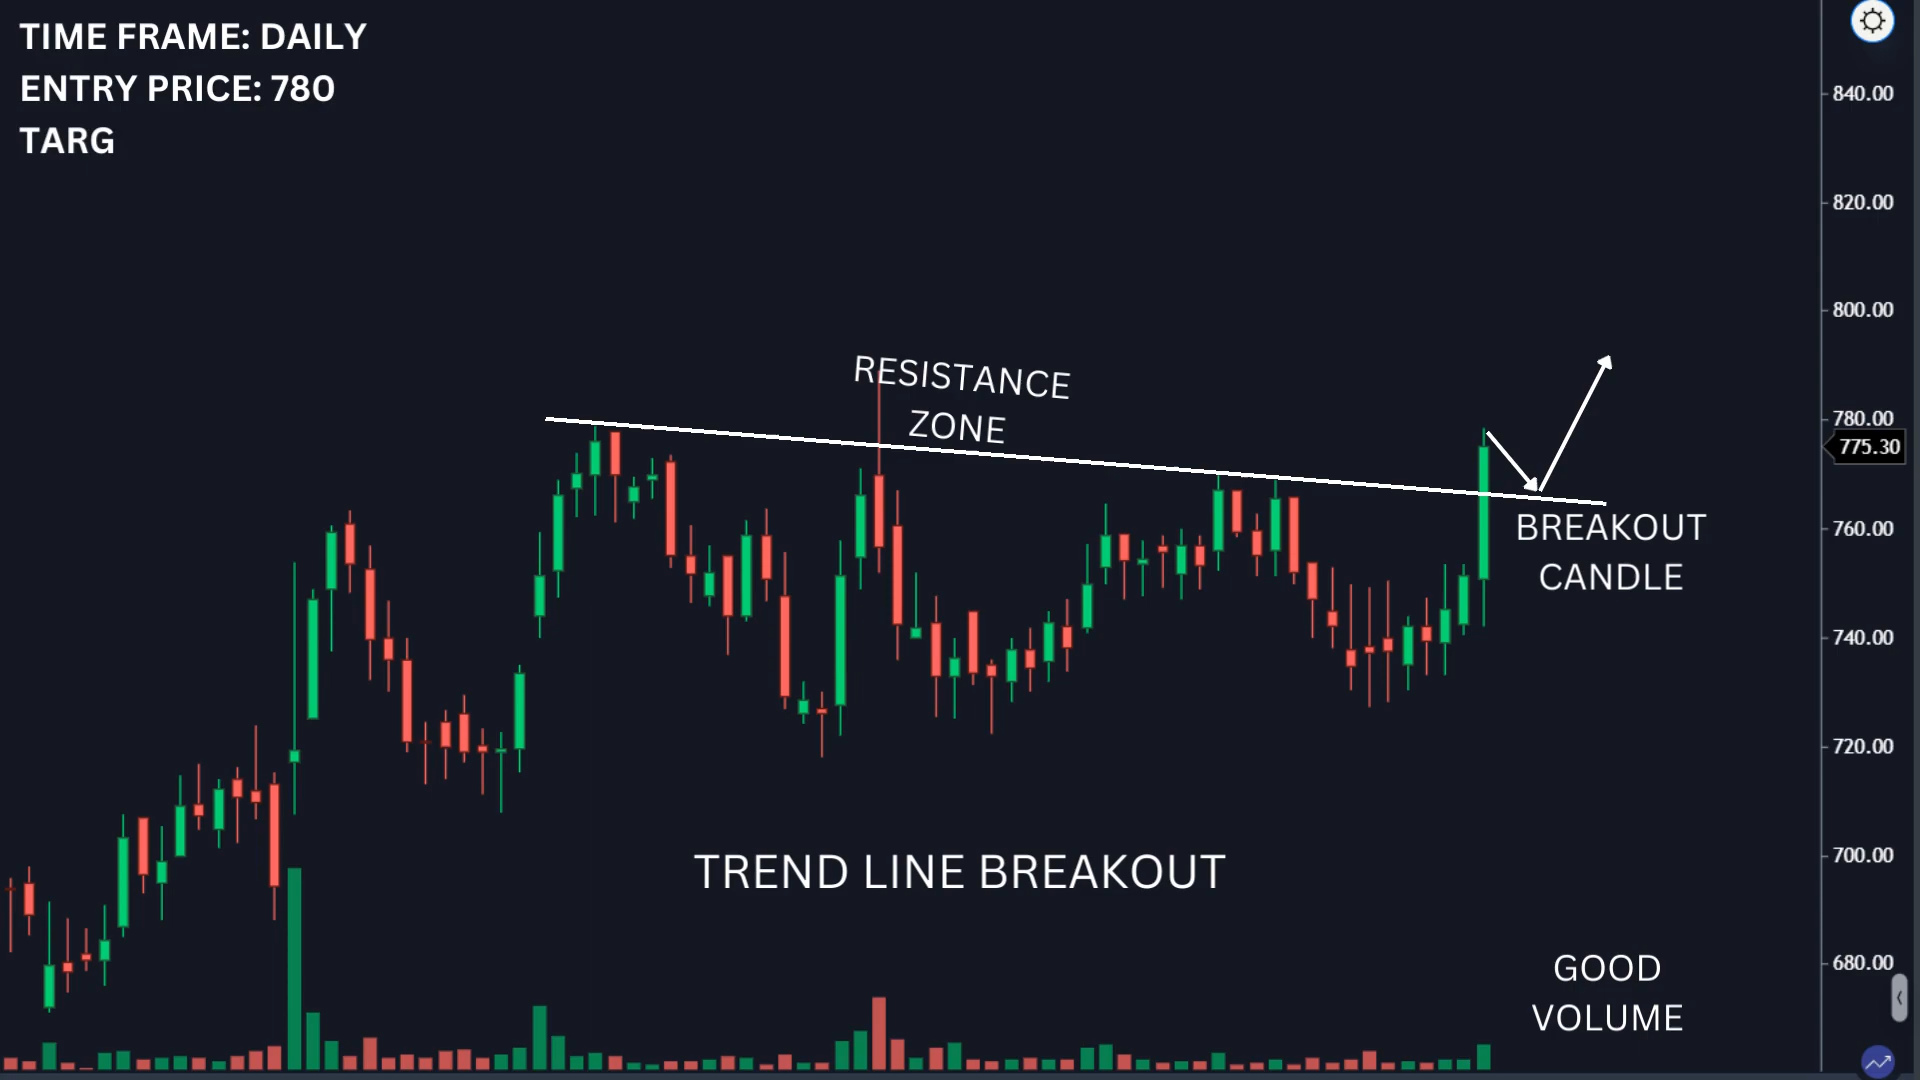 TIME FRAME: DAILY
ENTRY PRICE: 780
TARG
840.00
820.00
800.00
RESISTANCE
ZONE
780.00
775.30
760.00
BREAKOUT
CANDLE
740.00
720.00
700.00
TREND LINE BREAKOUT
680.00
GOOD
VOLUME